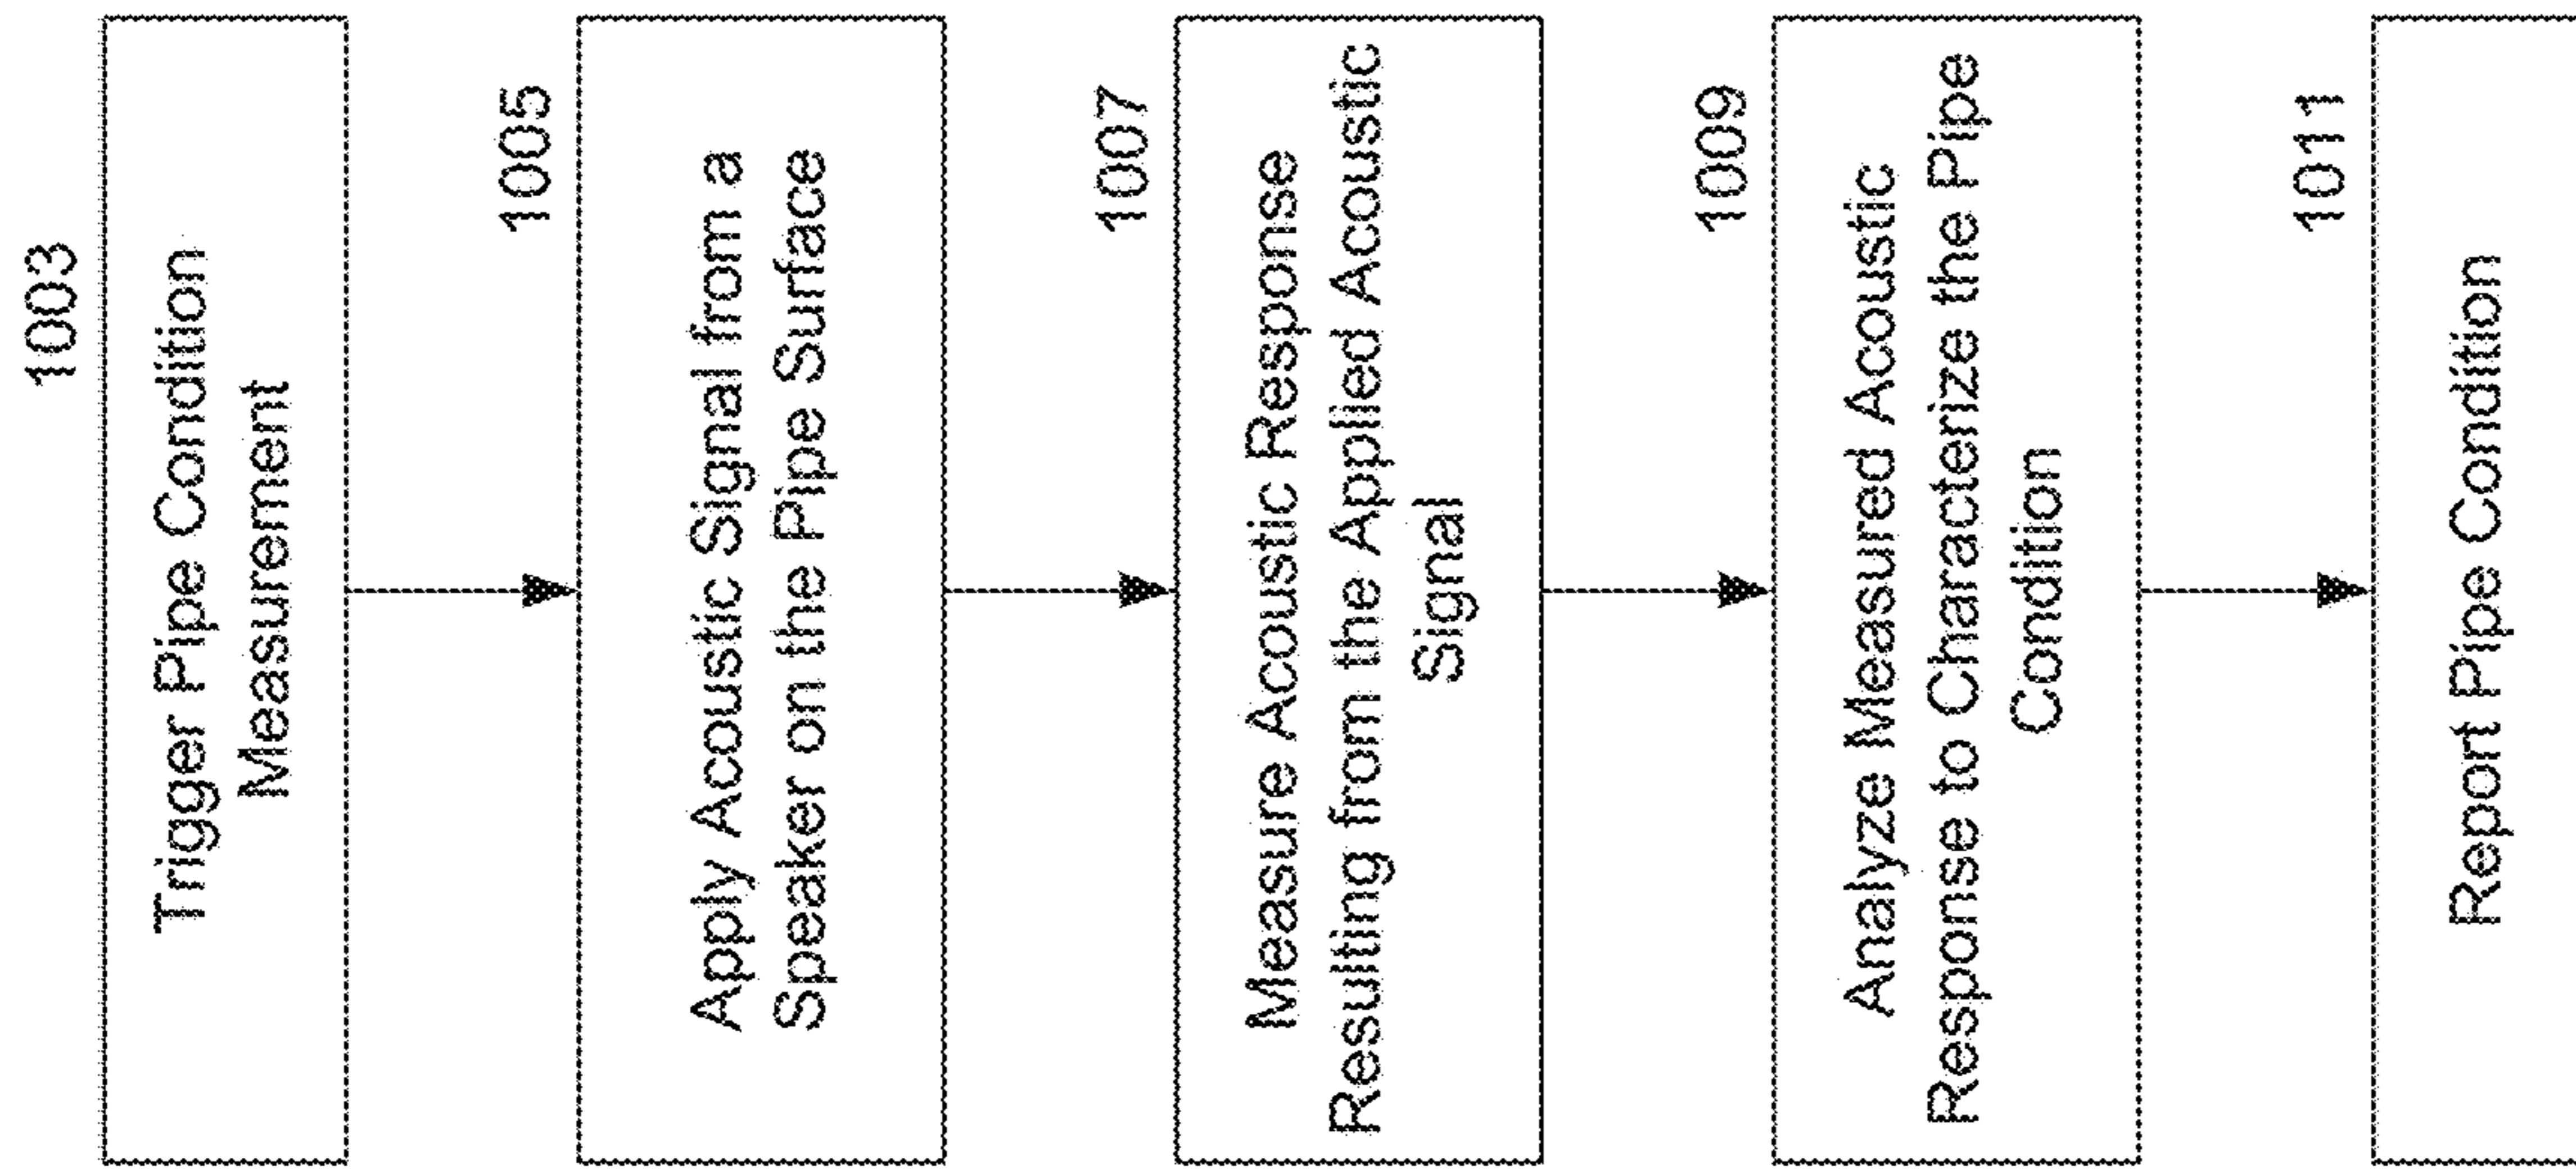 1003
Trigger Pipe Condition
Measurement
1005
Apply Acoustic Signal from a
Speaker on the Pipe Surface
1007
Measure Acoustic Response
Resulting from the Applied Acoustic
Signal
1009
Analyze Measured Acoustic
Response to Characterize the Pipe
Condition
1011
Report Pipe Condition